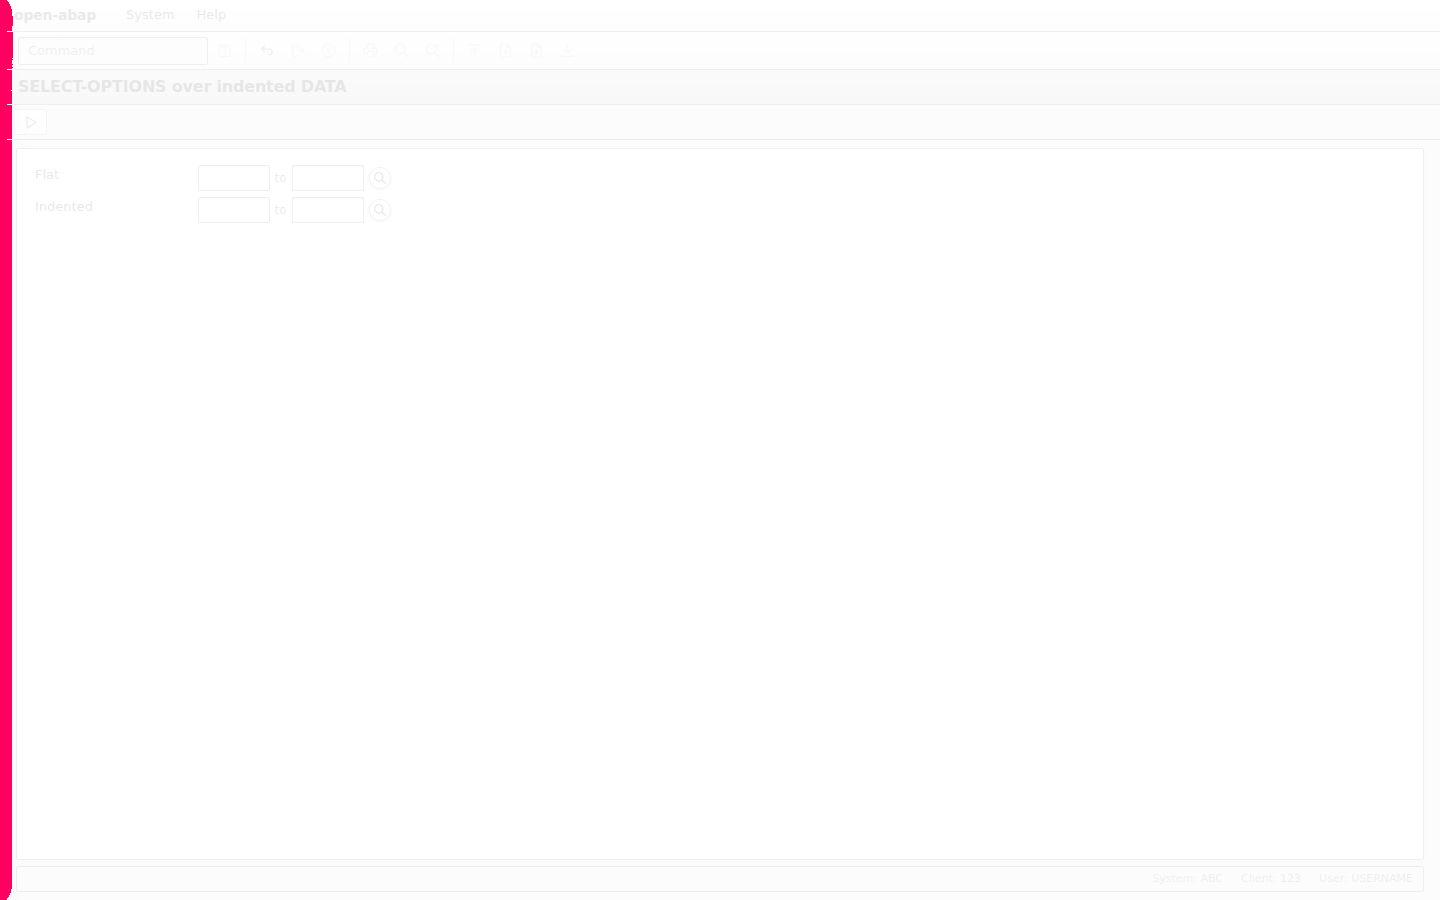 open-abap System Help
Command
SELECT-OPTIONS over indented DATA
Flat to
Indented to
System: ABC Client: 123 User: USERNAME